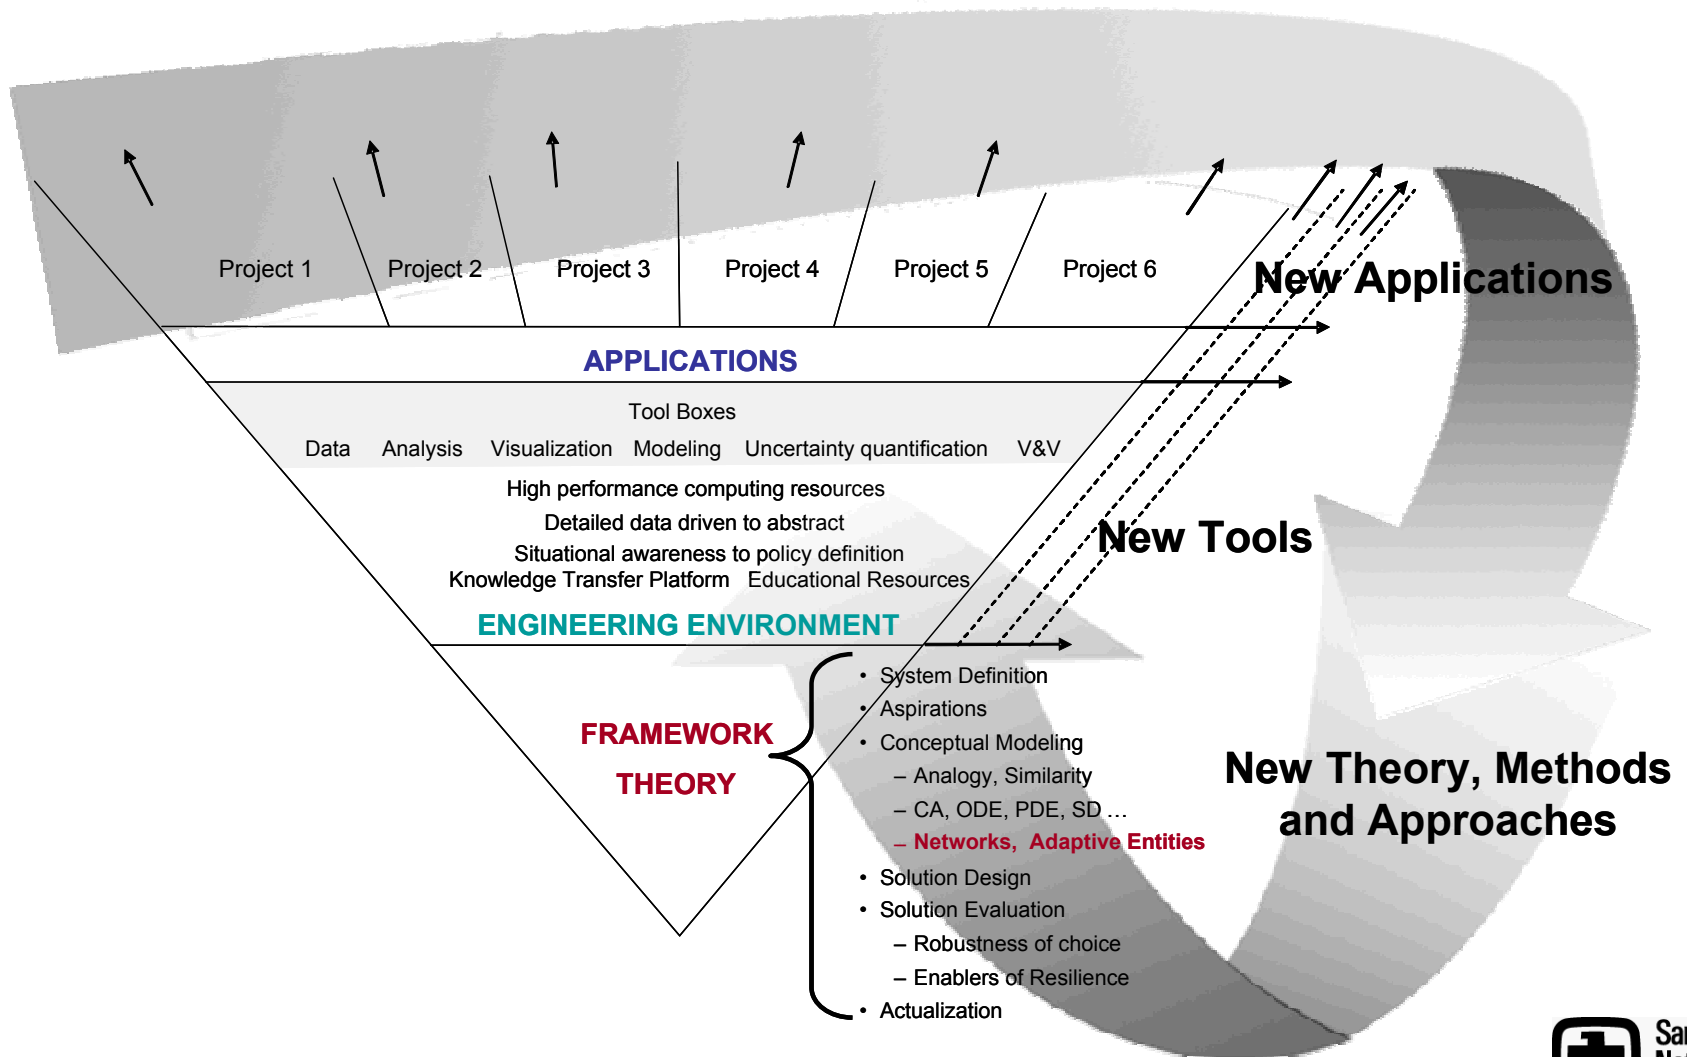 Project 1 Project 2 Project 3 Project 4 Project 5 Project 6
New Applications
APPLICATIONS
Tool Boxes
Data Analysis Visualization Modeling Uncertainty quantification V&V
High performance computing resources
Detailed data driven to abstract
Situational awareness to policy definition
Knowledge Transfer Platform Educational Resources
New Tools
ENGINEERING ENVIRONMENT
FRAMEWORK
THEORY
• System Definition
• Aspirations
• Conceptual Modeling
– Analogy, Similarity
– CA, ODE, PDE, SD ...
– Networks, Adaptive Entities
• Solution Design
• Solution Evaluation
– Robustness of choice
– Enablers of Resilience
• Actualization
New Theory, Methods
and Approaches